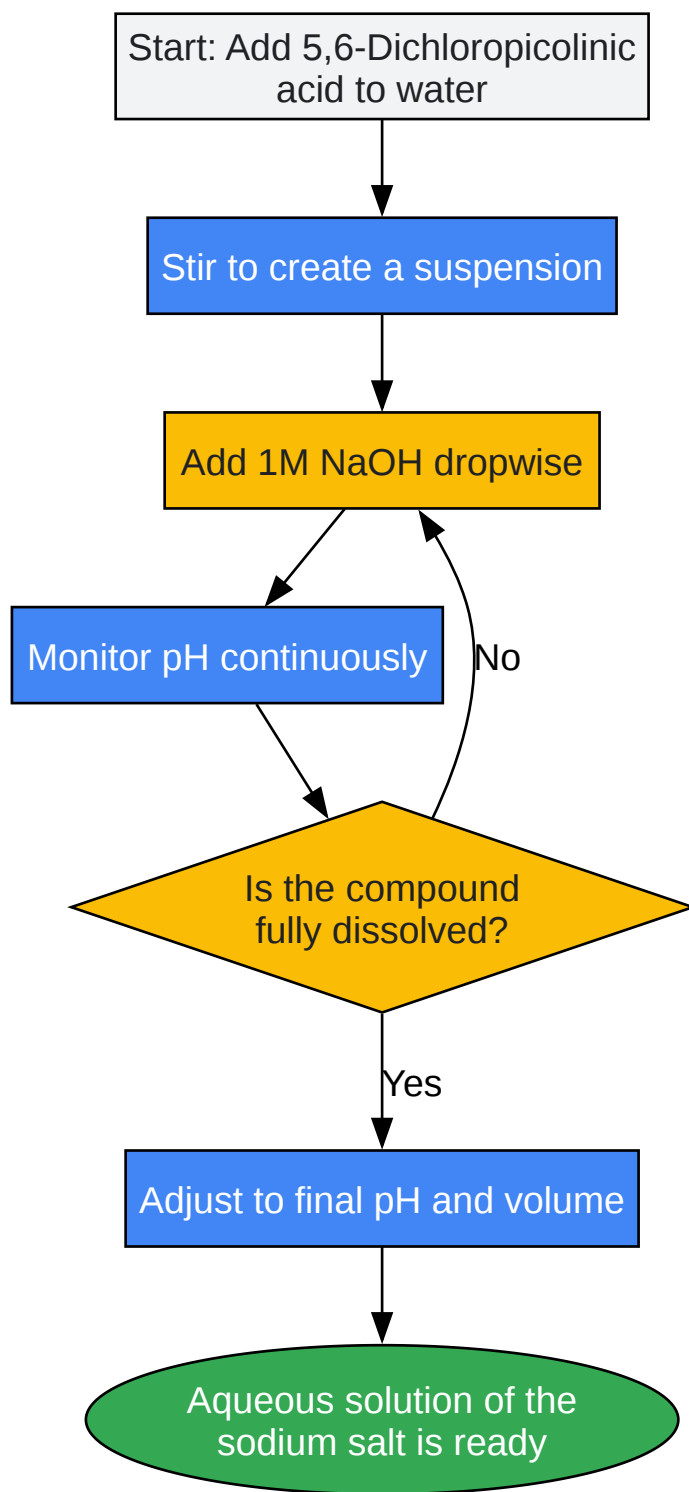 Start: Add 5,6-Dichloropicolinic
acid to water
Stir to create a suspension
Add 1M NaOH dropwise
Monitor pH continuously
No
Is the compound
fully dissolved?
Yes
Adjust to final pH and volume
Aqueous solution of the
sodium salt is ready